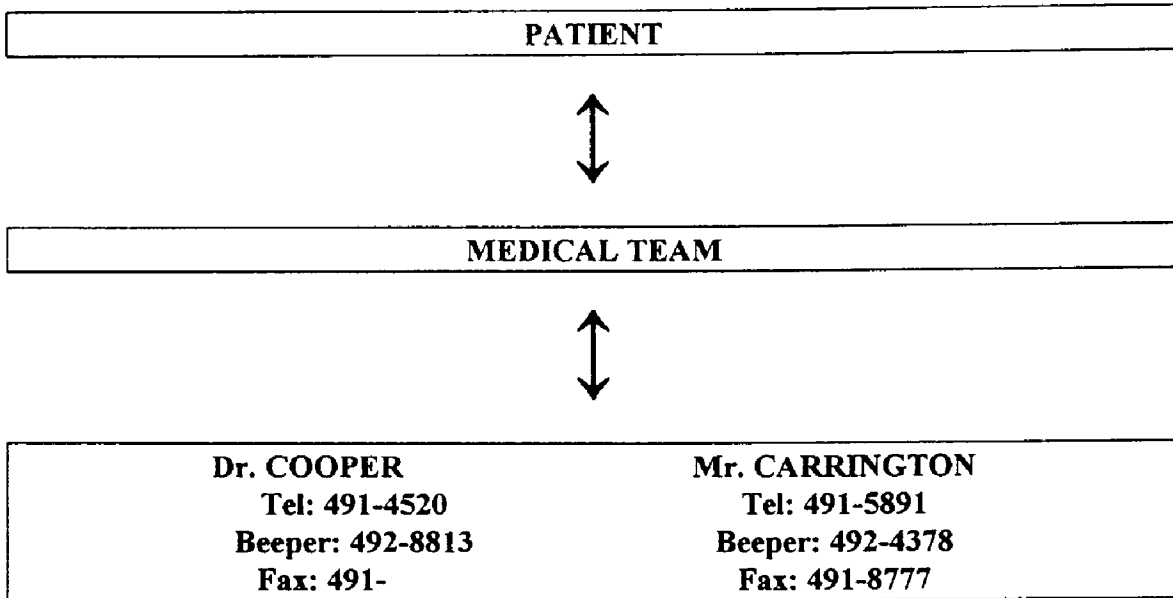 PATIENT
MEDICAL TEAM
Dr. COOPER
Tel: 491-4520
Beeper: 492-8813
Fax: 491-
Mr. CARRINGTON
Tel: 491-5891
Beeper: 492-4378
Fax: 491-8777